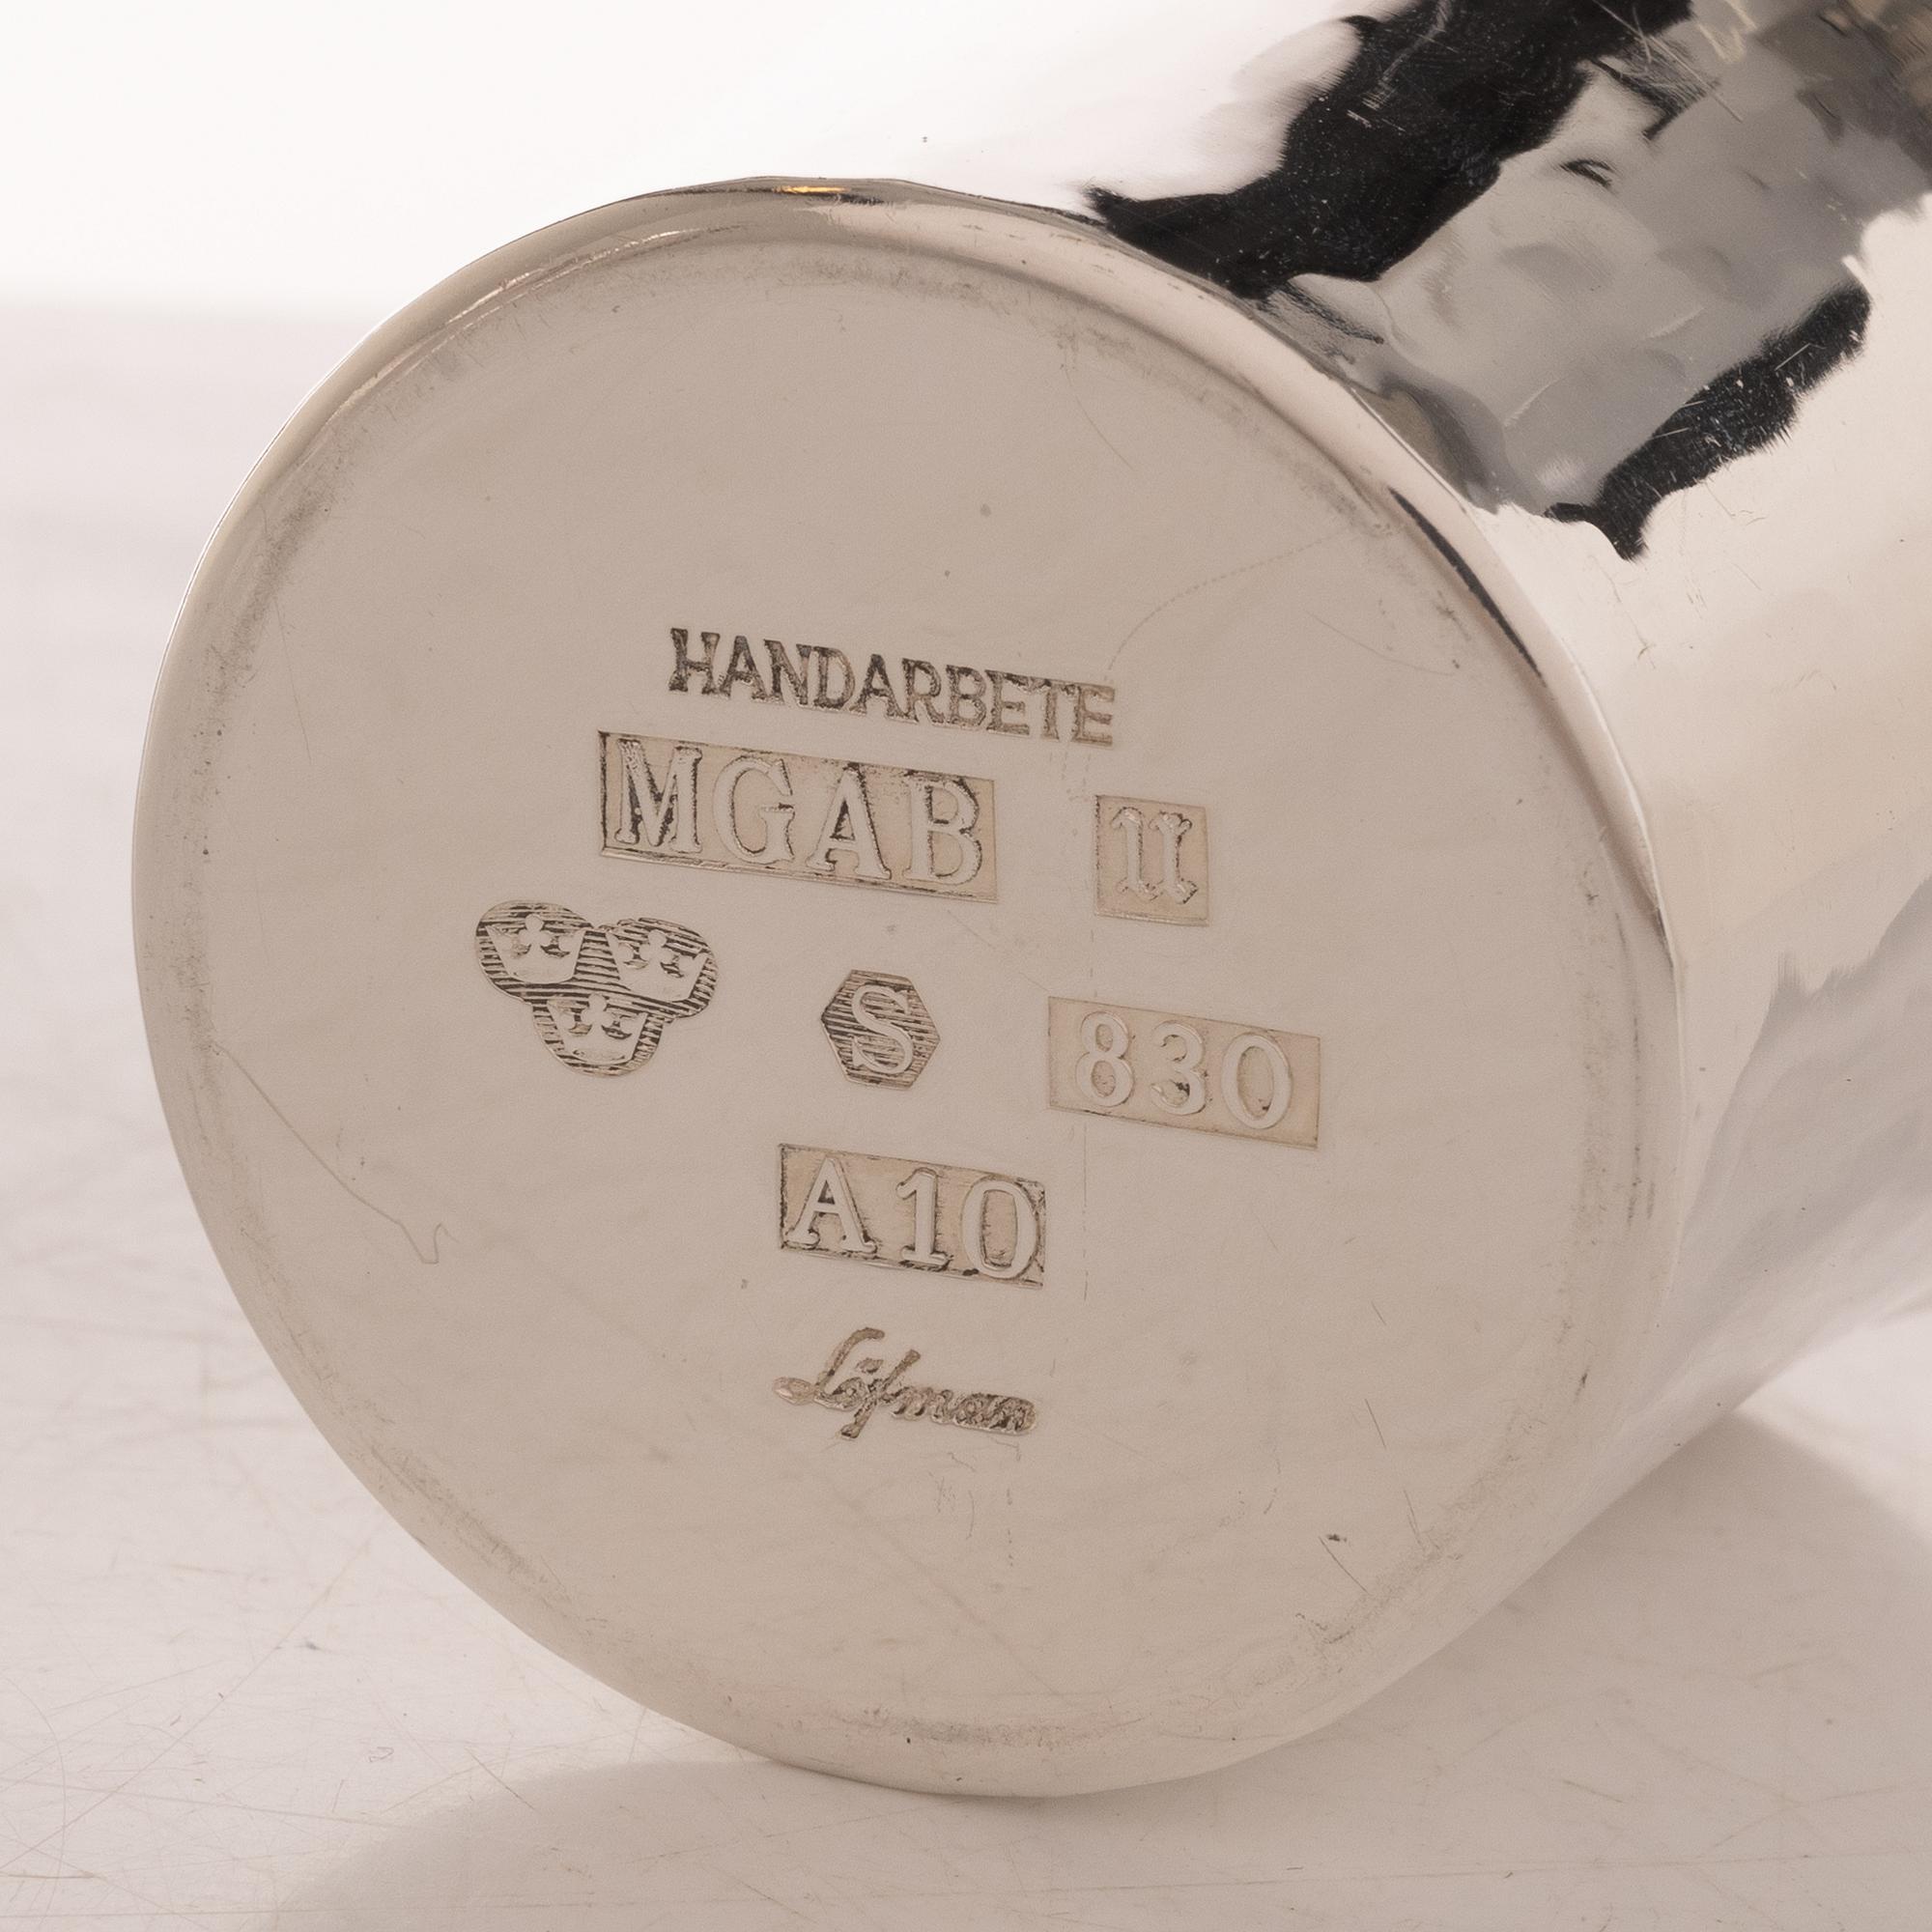 HANDARBETE
MGAB
S 830
A10
Löfman